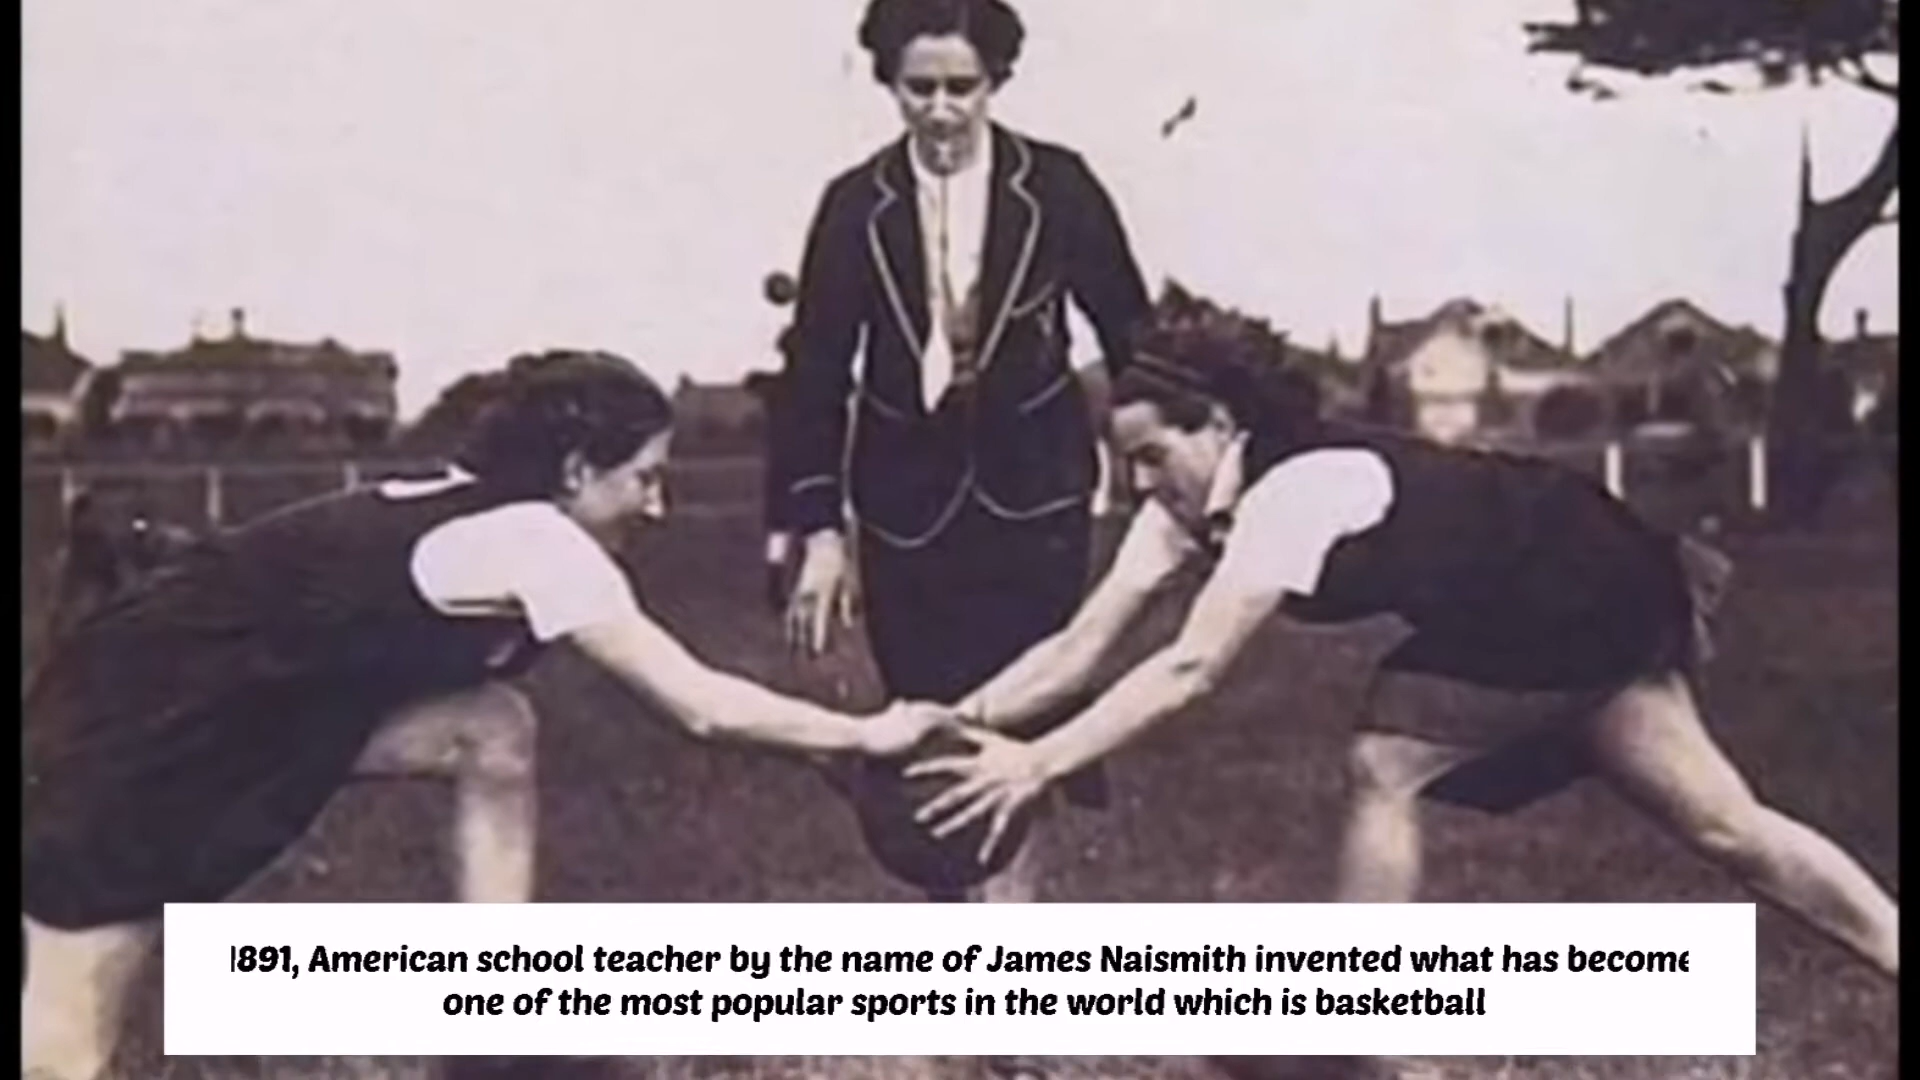 1891, American school teacher by the name of James Naismith invented what has become
one of the most popular sports in the world which is basketball